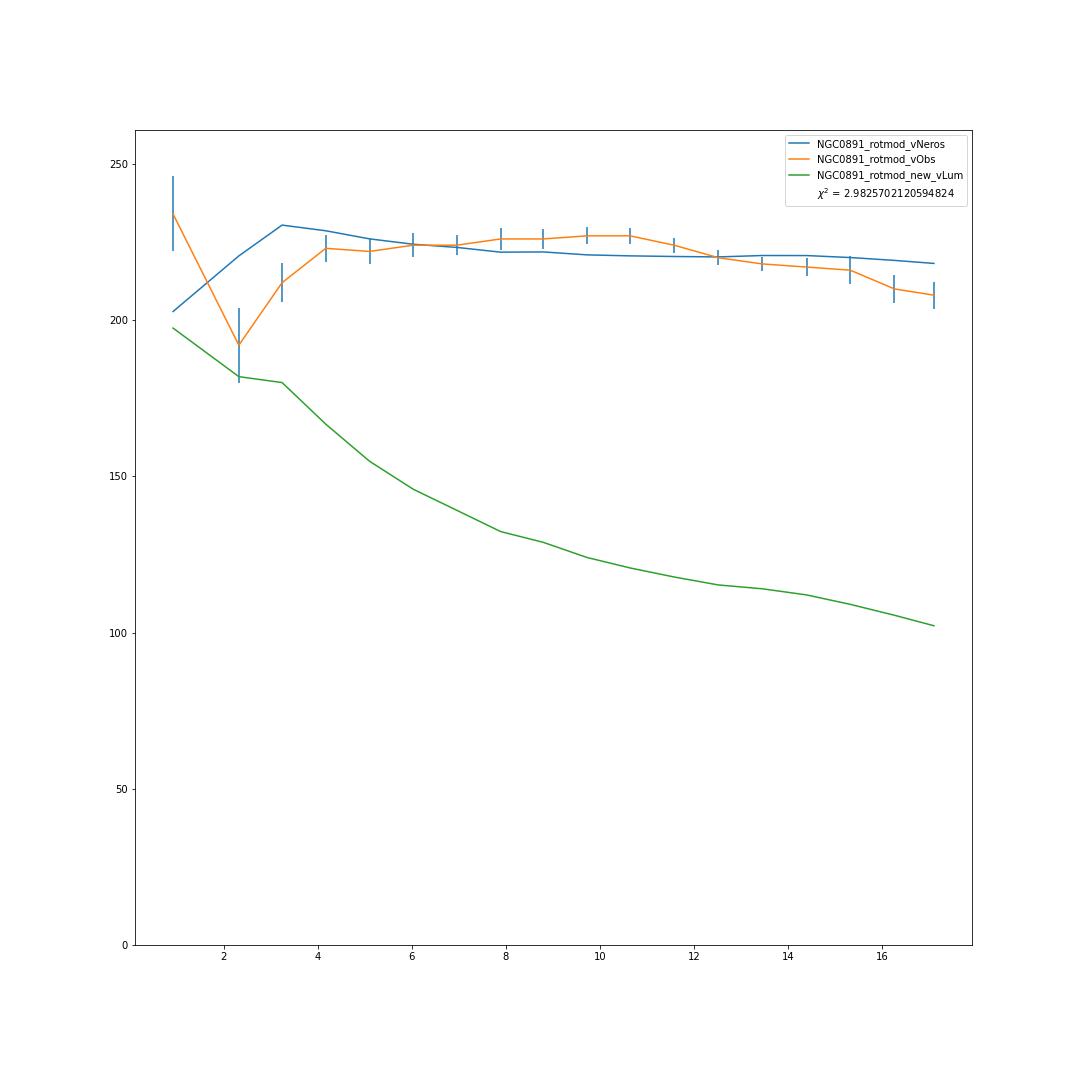 NGC0891_rotmod_vNeros
NGC0891_rotmod_vObs
NGC0891_rotmod_new_vLum
χ² = 2.9825702120594824
250
200
150
100
50
0
2 4 6 8 10 12 14 16